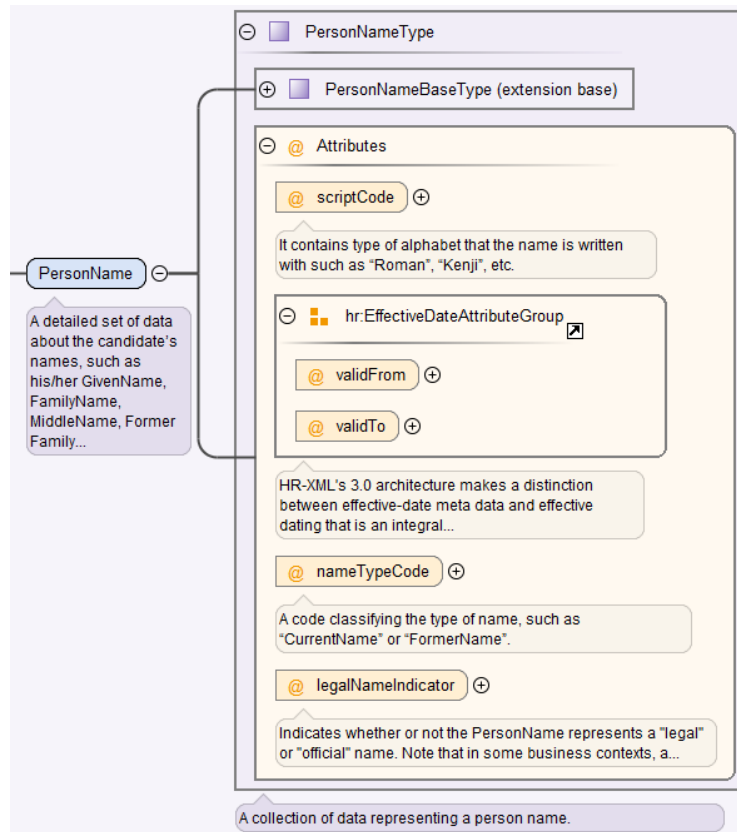 PersonNameType
PersonNameBaseType (extension base)
@ Attributes
@ scriptCode
It contains type of alphabet that the name is written
with such as “Roman”, “Kenji”, etc.
PersonName
A detailed set of data
about the candidate’s
names, such as
his/her GivenName,
FamilyName,
MiddleName, Former
Family...
hr:EffectiveDateAttributeGroup
@ validFrom
@ validTo
HR-XML's 3.0 architecture makes a distinction
between effective-date meta data and effective
dating that is an integral...
@ nameTypeCode
A code classifying the type of name, such as
“CurrentName” or “FormerName”.
@ legalNameIndicator
Indicates whether or not the PersonName represents a "legal"
or "official" name. Note that in some business contexts, a...
A collection of data representing a person name.